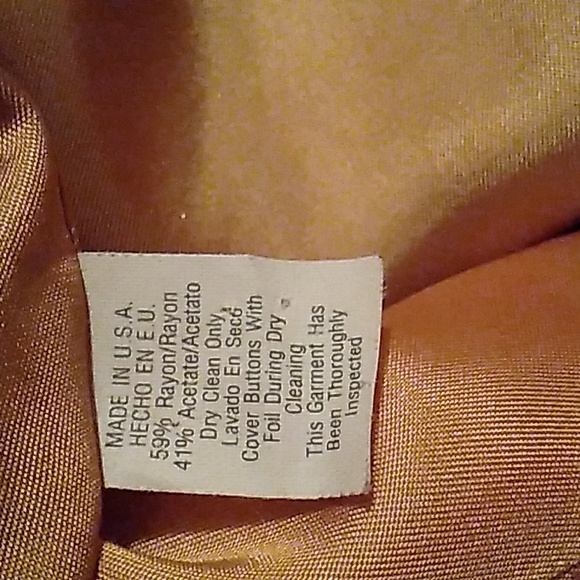 MADE IN U.S.A.
HECHO EN E.U.
59% Rayon/Rayon
41% Acetate/Acetato
Dry Clean Only,
Lavado En Seco
Cover Buttons With
Foil During Dry
Cleaning
This Garment Has
Been Thoroughly
Inspected